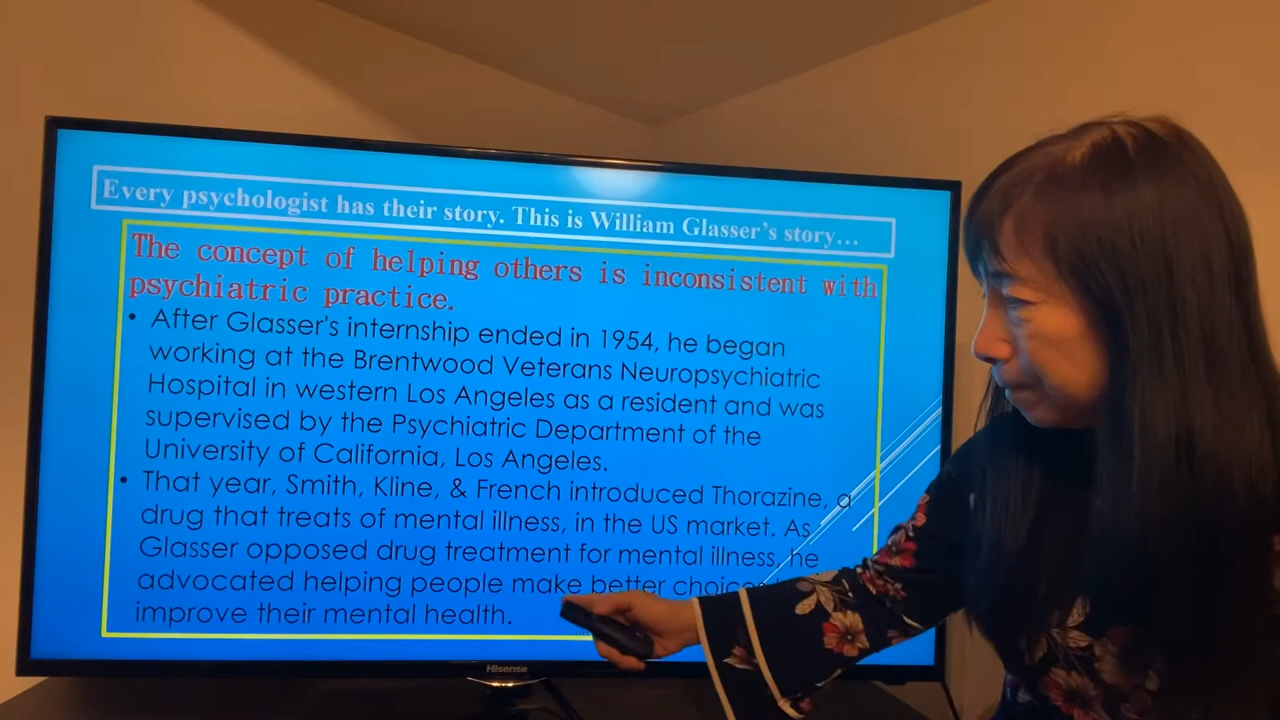 Every psychologist has their story. This is William Glasser's story...
The concept of helping others is inconsistent with
psychiatric practice.
• After Glasser's internship ended in 1954, he began
working at the Brentwood Veterans Neuropsychiatric
Hospital in western Los Angeles as a resident and was
supervised by the Psychiatric Department of the
University of California, Los Angeles.
• That year, Smith, Kline, & French introduced Thorazine, a
drug that treats of mental illness, in the US market. As
Glasser opposed drug treatment for mental illness, he
advocated helping people make better
improve their mental health.
Hisense